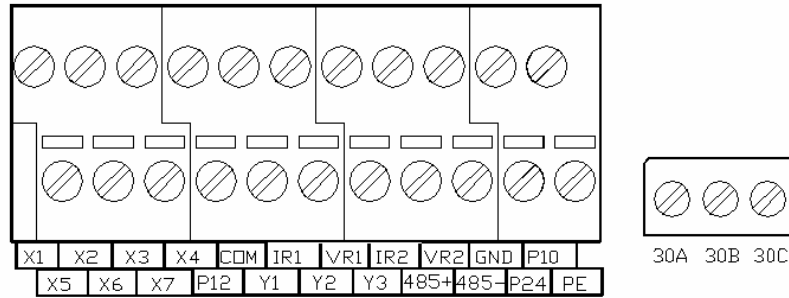 X1 X2 X3 X4 COM IR1 VR1 IR2 VR2 GND P10
X5 X6 X7 P12 Y1 Y2 Y3 485+ 485- P24 PE
30A 30B 30C